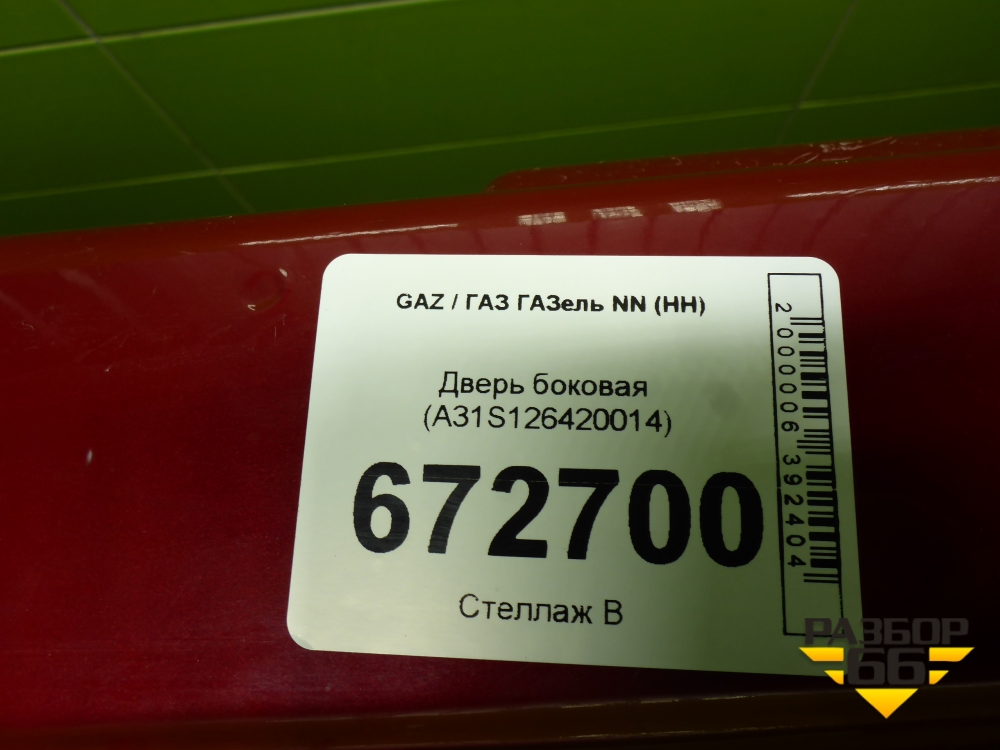 GAZ / ГАЗ ГАЗель NN (НН)
Дверь боковая
(A31S126420014)
672700
Стеллаж В
2000006392404
РАЗБОР
66